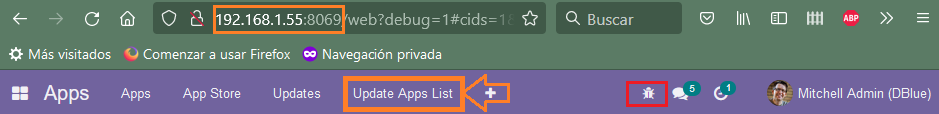 192.168.1.55:8069/web?debug=1#cids=1&
Buscar
ABP
Más visitados Comenzar a usar Firefox Navegación privada
Apps Apps App Store Updates Update Apps List 5 1 Mitchell Admin (DBlue)